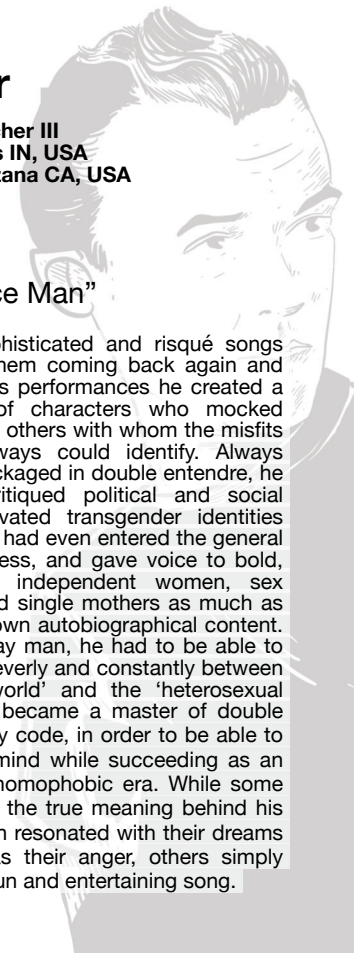 r
her III
s IN, USA
tana CA, USA
ce Man”
phisticated and risqué songs
hem coming back again and
s performances he created a
of characters who mocked
others with whom the misfits
ways could identify. Always
ckaged in double entendre, he
itiqued political and social
vated transgender identities
had even entered the general
ess, and gave voice to bold,
independent women, sex
d single mothers as much as
own autobiographical content.
ay man, he had to be able to
everly and constantly between
world’ and the ‘heterosexual
became a master of double
y code, in order to be able to
mind while succeeding as an
homophobic era. While some
the true meaning behind his
h resonated with their dreams
as their anger, others simply
un and entertaining song.